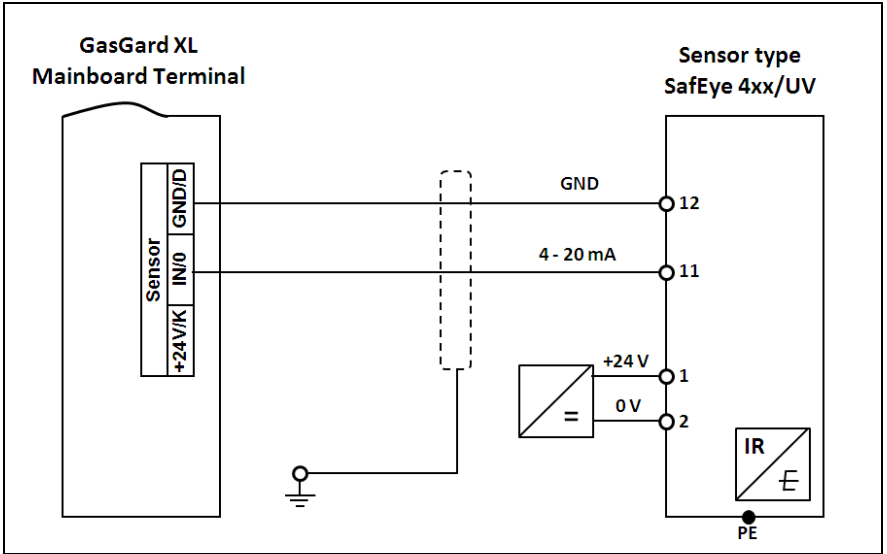 GasGard XL
Mainboard Terminal
Sensor type
SafEye 4xx/UV
Sensor
GND/D
IN/0
+24V/K
GND
12
4 - 20 mA
11
+24 V
1
0 V
2
=
IR
E
PE